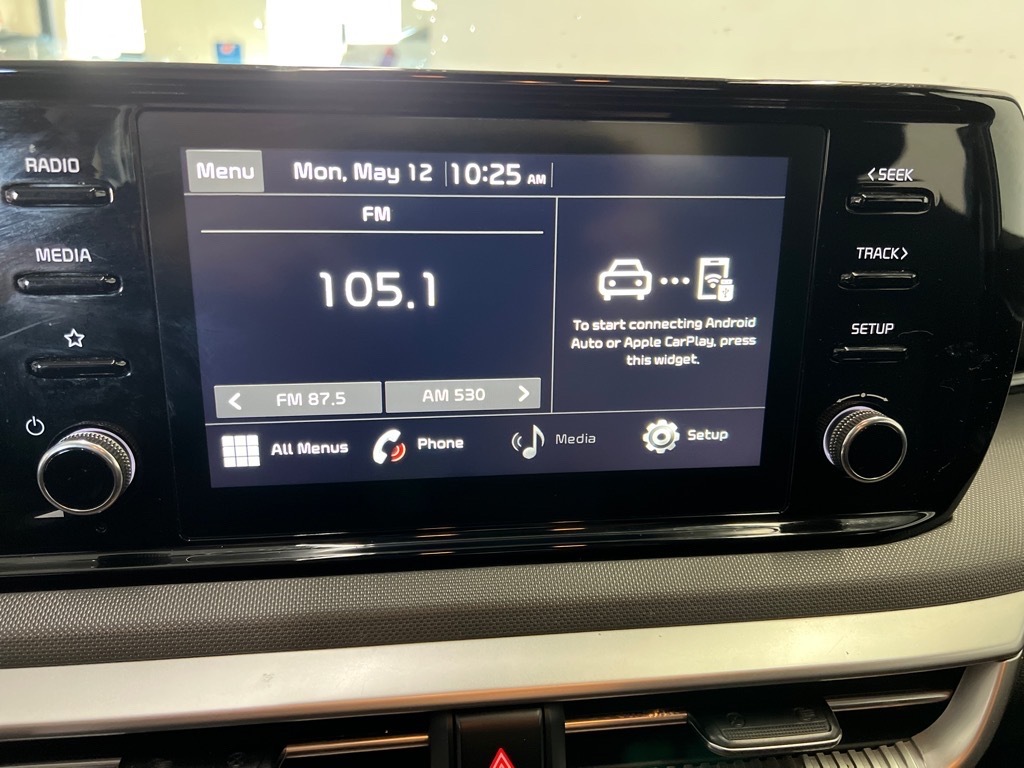 RADIO
MEDIA
Menu
Mon, May 12
10:25 AM
FM
105.1
< FM 87.5
AM 530 >
To start connecting Android
Auto or Apple CarPlay, press
this widget.
All Menus
Phone
Media
Setup
<SEEK
TRACK>
SETUP